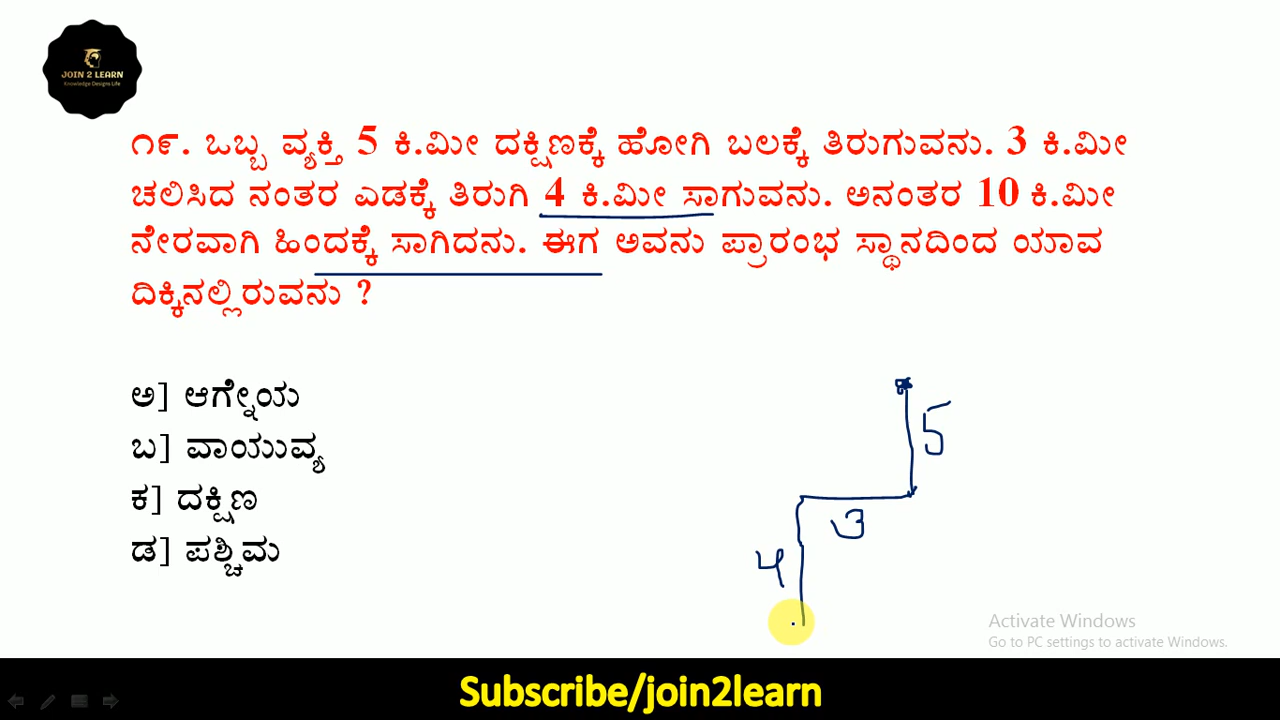 JOIN 2 LEARN
Knowledge Designs Life
೧೯. ಒಬ್ಬ ವ್ಯಕ್ತಿ 5 ಕಿ.ಮೀ ದಕ್ಷಿಣಕ್ಕೆ ಹೋಗಿ ಬಲಕ್ಕೆ ತಿರುಗುವನು. 3 ಕಿ.ಮೀ
ಚಲಿಸಿದ ನಂತರ ಎಡಕ್ಕೆ ತಿರುಗಿ 4 ಕಿ.ಮೀ ಸಾಗುವನು. ಅನಂತರ 10 ಕಿ.ಮೀ
ನೇರವಾಗಿ ಹಿಂದಕ್ಕೆ ಸಾಗಿದನು. ಈಗ ಅವನು ಪ್ರಾರಂಭ ಸ್ಥಾನದಿಂದ ಯಾವ
ದಿಕ್ಕಿನಲ್ಲಿರುವನು ?
ಅ] ಆಗ್ನೇಯ
ಬ] ವಾಯುವ್ಯ
ಕ] ದಕ್ಷಿಣ
ಡ] ಪಶ್ಚಿಮ
5
3
4
Activate Windows
Go to PC settings to activate Windows.
Subscribe/join2learn